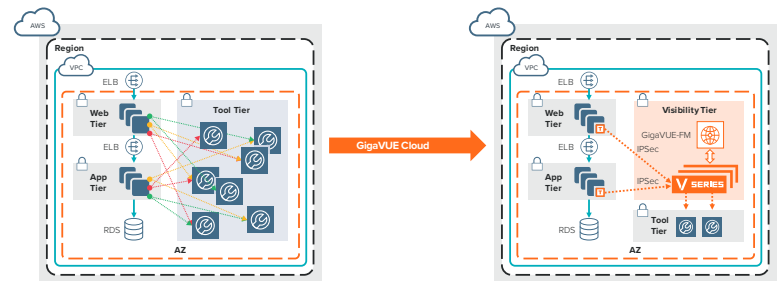 AWS
Region
VPC
ELB
Web
Tier
Tool Tier
ELB
App
Tier
RDS
AZ
GigaVUE Cloud
AWS
Region
VPC
ELB
Web
Tier
T
Visibility Tier
GigaVUE-FM
IPSec
ELB
App
Tier
T
IPSec
V SERIES
Tool
Tier
RDS
AZ